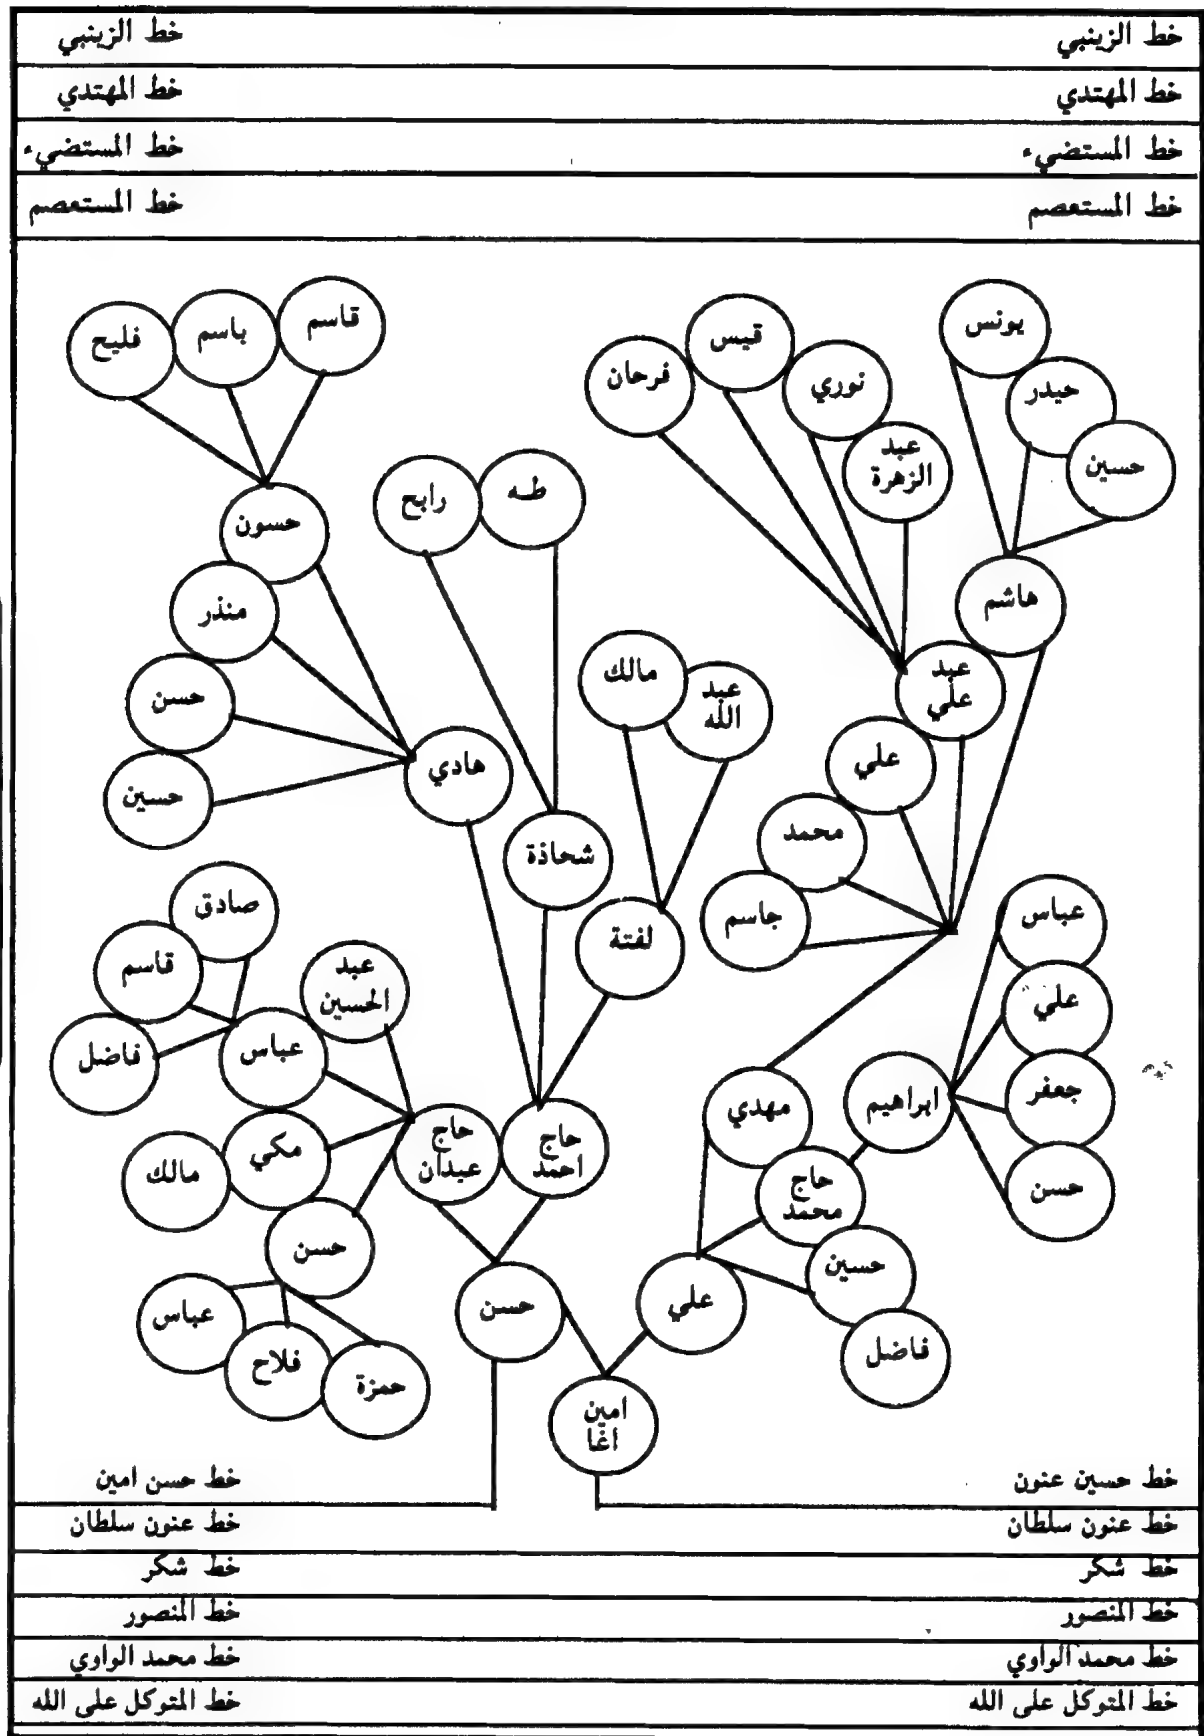 خط الزينبي
خط الزينبي
خط المهتدي
خط المهتدي
خط المستضيء
خط المستضيء
خط المستعصم
خط المستعصم
يونس
حيدر
حسين
هاشم
قيس
فرحان
نوري
عبد
الزهرة
عبد
علي
علي
محمد
جاسم
مهدي
عباس
علي
جعفر
حسن
ابراهيم
حاج
محمد
حسين
فاضل
علي
قاسم
باسم
فليح
حسون
منذر
حسن
حسين
هادي
طه
رابح
شحاذة
عبد
الله
مالك
لفتة
حاج
احمد
حاج
عبدان
عبد
الحسين
صادق
قاسم
فاضل
عباس
مكي
مالك
حسن
عباس
فلاح
حمزة
حسن
امين
اغا
خط حسين عنون
خط حسن امين
خط عنون سلطان
خط عنون سلطان
خط شكر
خط شكر
خط المنصور
خط المنصور
خط محمد الراوي
خط محمد الراوي
خط المتوكل على الله
خط المتوكل على الله